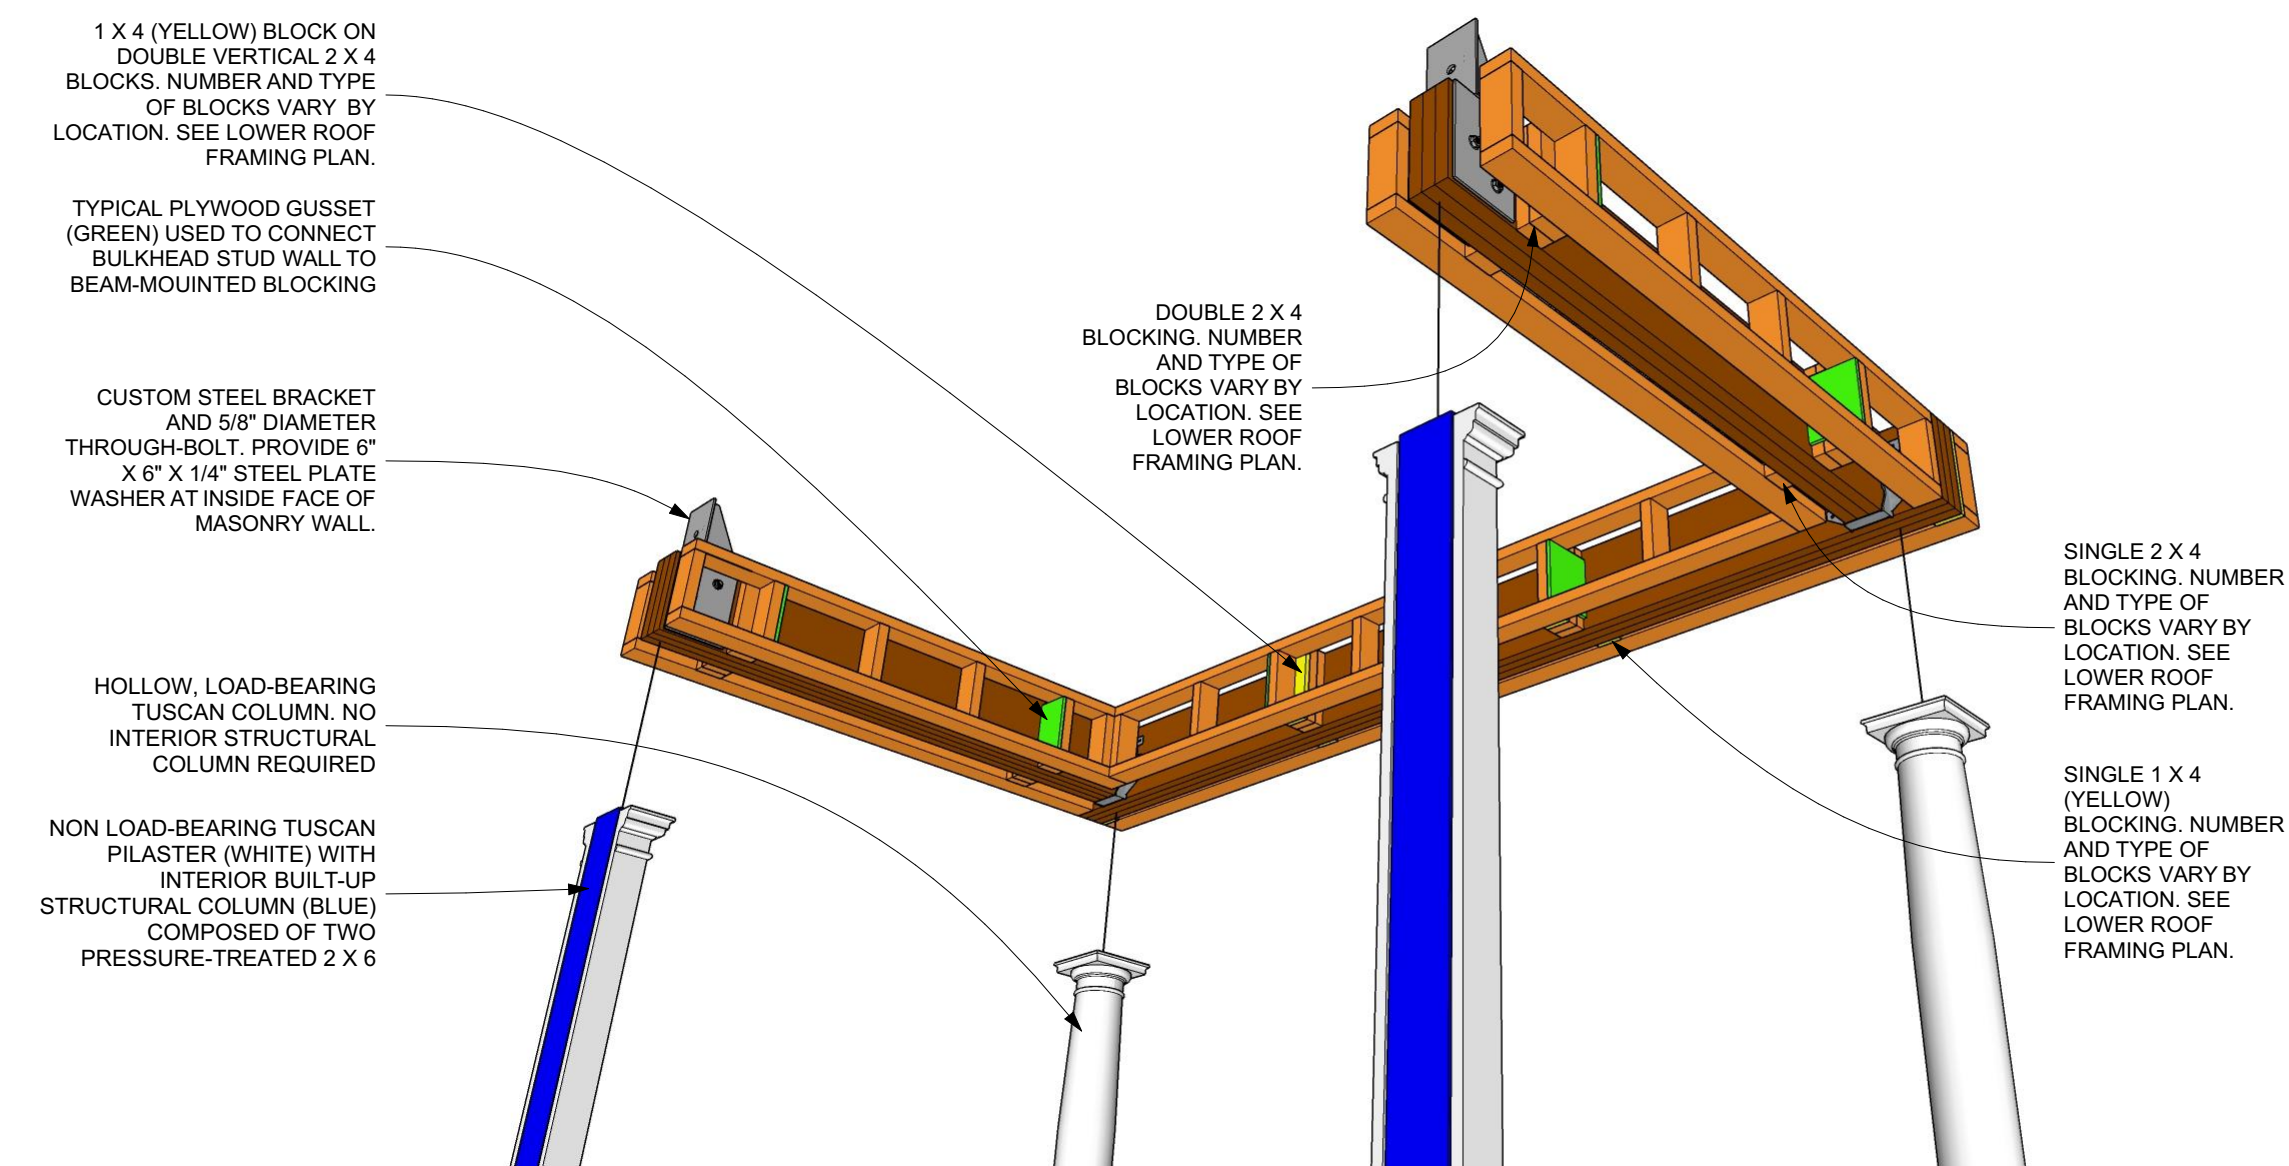 1 X 4 (YELLOW) BLOCK ON
DOUBLE VERTICAL 2 X 4
BLOCKS. NUMBER AND TYPE
OF BLOCKS VARY BY
LOCATION. SEE LOWER ROOF
FRAMING PLAN.
TYPICAL PLYWOOD GUSSET
(GREEN) USED TO CONNECT
BULKHEAD STUD WALL TO
BEAM-MOUINTED BLOCKING
CUSTOM STEEL BRACKET
AND 5/8" DIAMETER
THROUGH-BOLT. PROVIDE 6"
X 6" X 1/4" STEEL PLATE
WASHER AT INSIDE FACE OF
MASONRY WALL.
HOLLOW, LOAD-BEARING
TUSCAN COLUMN. NO
INTERIOR STRUCTURAL
COLUMN REQUIRED
NON LOAD-BEARING TUSCAN
PILASTER (WHITE) WITH
INTERIOR BUILT-UP
STRUCTURAL COLUMN (BLUE)
COMPOSED OF TWO
PRESSURE-TREATED 2 X 6
DOUBLE 2 X 4
BLOCKING. NUMBER
AND TYPE OF
BLOCKS VARY BY
LOCATION. SEE
LOWER ROOF
FRAMING PLAN.
SINGLE 2 X 4
BLOCKING. NUMBER
AND TYPE OF
BLOCKS VARY BY
LOCATION. SEE
LOWER ROOF
FRAMING PLAN.
SINGLE 1 X 4
(YELLOW)
BLOCKING. NUMBER
AND TYPE OF
BLOCKS VARY BY
LOCATION. SEE
LOWER ROOF
FRAMING PLAN.